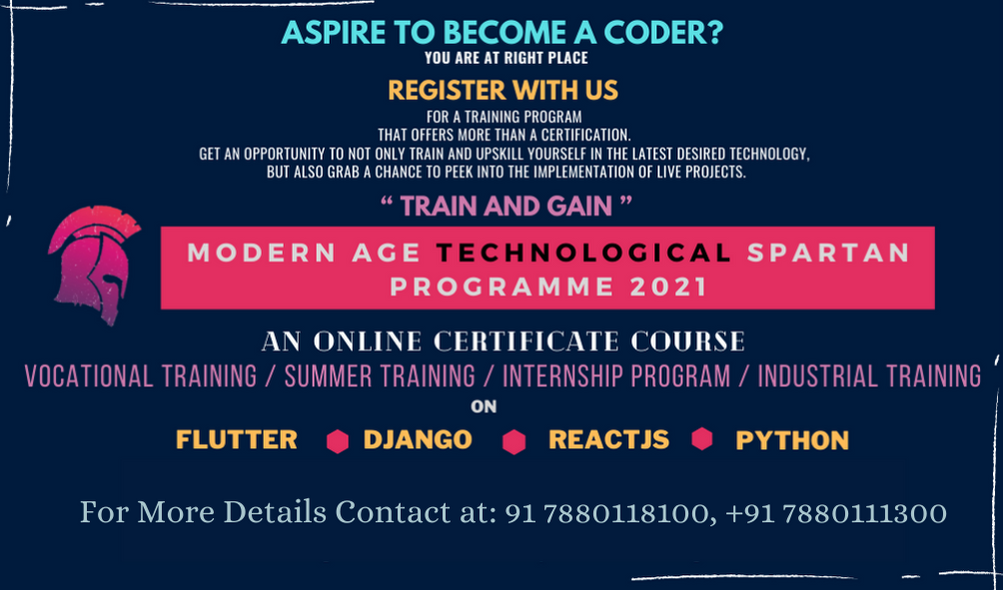 ASPIRE TO BECOME A CODER?
YOU ARE AT RIGHT PLACE
REGISTER WITH US
FOR A TRAINING PROGRAM
THAT OFFERS MORE THAN A CERTIFICATION.
GET AN OPPORTUNITY TO NOT ONLY TRAIN AND UPSKILL YOURSELF IN THE LATEST DESIRED TECHNOLOGY,
BUT ALSO GRAB A CHANCE TO PEEK INTO THE IMPLEMENTATION OF LIVE PROJECTS.
“ TRAIN AND GAIN ”
MODERN AGE TECHNOLOGICAL SPARTAN
PROGRAMME 2021
AN ONLINE CERTIFICATE COURSE
VOCATIONAL TRAINING / SUMMER TRAINING / INTERNSHIP PROGRAM / INDUSTRIAL TRAINING
ON
FLUTTER DJANGO REACTJS PYTHON
For More Details Contact at: 91 7880118100, +91 7880111300